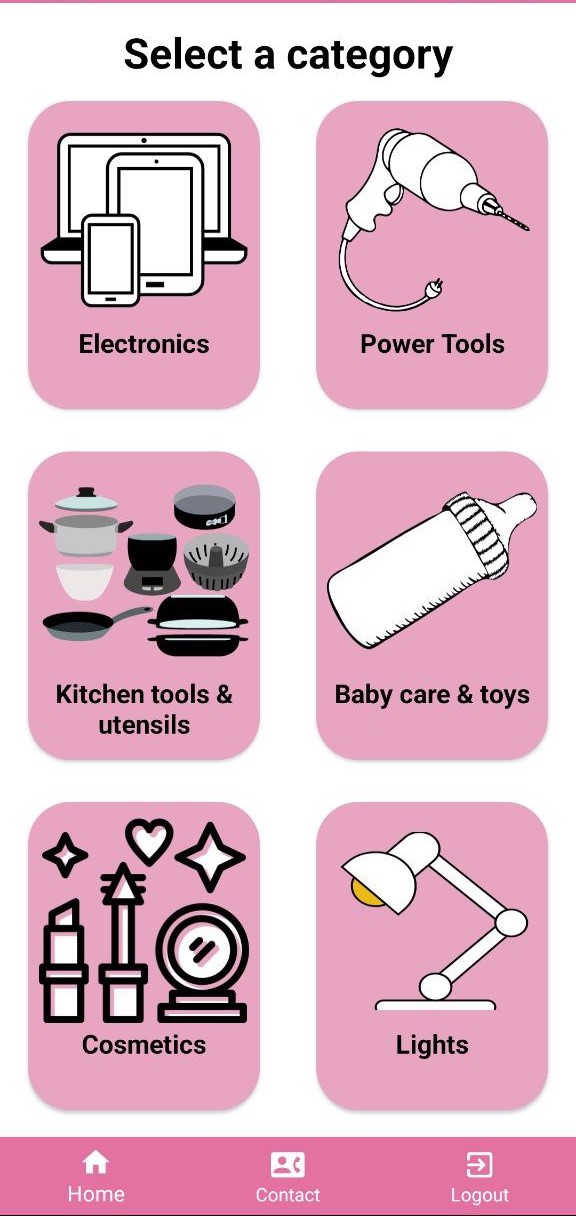 Select a category
Electronics
Power Tools
Kitchen tools &
utensils
Baby care & toys
Cosmetics
Lights
Home
Contact
Logout